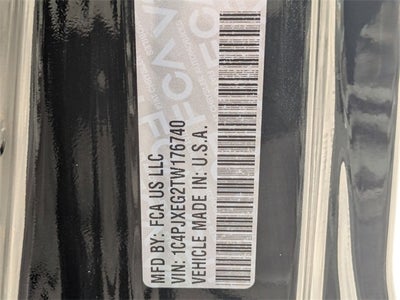 MFD BY: FCA US LLC
VIN: 1C4PJXEG2TW176740
VEHICLE MADE IN: U.S.A.